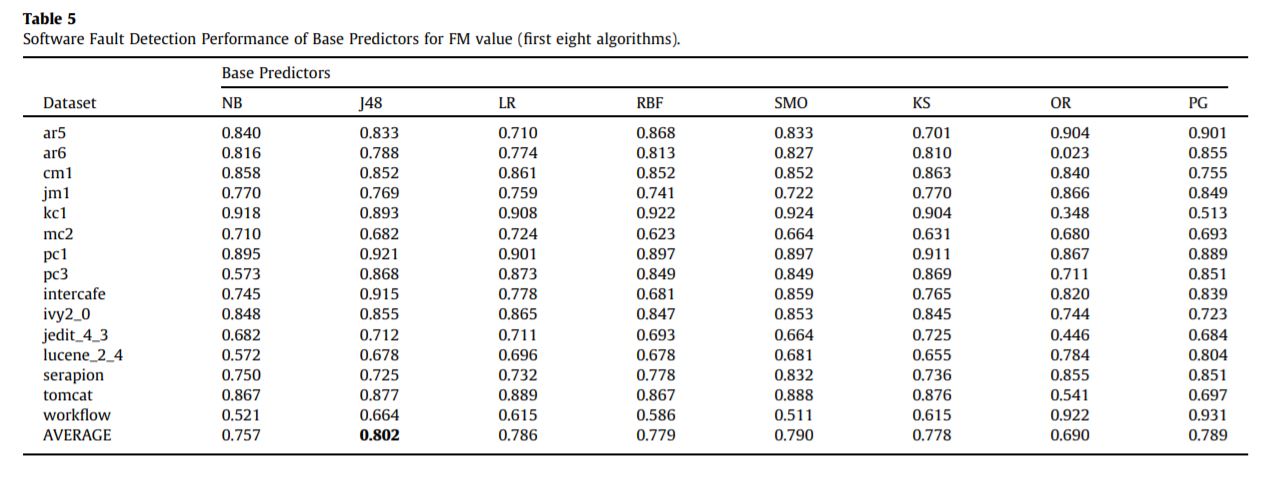 Table 5
Software Fault Detection Performance of Base Predictors for FM value (first eight algorithms).
Base Predictors
Dataset NB J48 LR RBF SMO KS OR PG
ar5 0.840 0.833 0.710 0.868 0.833 0.701 0.904 0.901
ar6 0.816 0.788 0.774 0.813 0.827 0.810 0.023 0.855
cm1 0.858 0.852 0.861 0.852 0.852 0.863 0.840 0.755
jm1 0.770 0.769 0.759 0.741 0.722 0.770 0.866 0.849
kc1 0.918 0.893 0.908 0.922 0.924 0.904 0.348 0.513
mc2 0.710 0.682 0.724 0.623 0.664 0.631 0.680 0.693
pc1 0.895 0.921 0.901 0.897 0.897 0.911 0.867 0.889
pc3 0.573 0.868 0.873 0.849 0.849 0.869 0.711 0.851
intercafe 0.745 0.915 0.778 0.681 0.859 0.765 0.820 0.839
ivy2_0 0.848 0.855 0.865 0.847 0.853 0.845 0.744 0.723
jedit_4_3 0.682 0.712 0.711 0.693 0.664 0.725 0.446 0.684
lucene_2_4 0.572 0.678 0.696 0.678 0.681 0.655 0.784 0.804
serapion 0.750 0.725 0.732 0.778 0.832 0.736 0.855 0.851
tomcat 0.867 0.877 0.889 0.867 0.888 0.876 0.541 0.697
workflow 0.521 0.664 0.615 0.586 0.511 0.615 0.922 0.931
AVERAGE 0.757 0.802 0.786 0.779 0.790 0.778 0.690 0.789